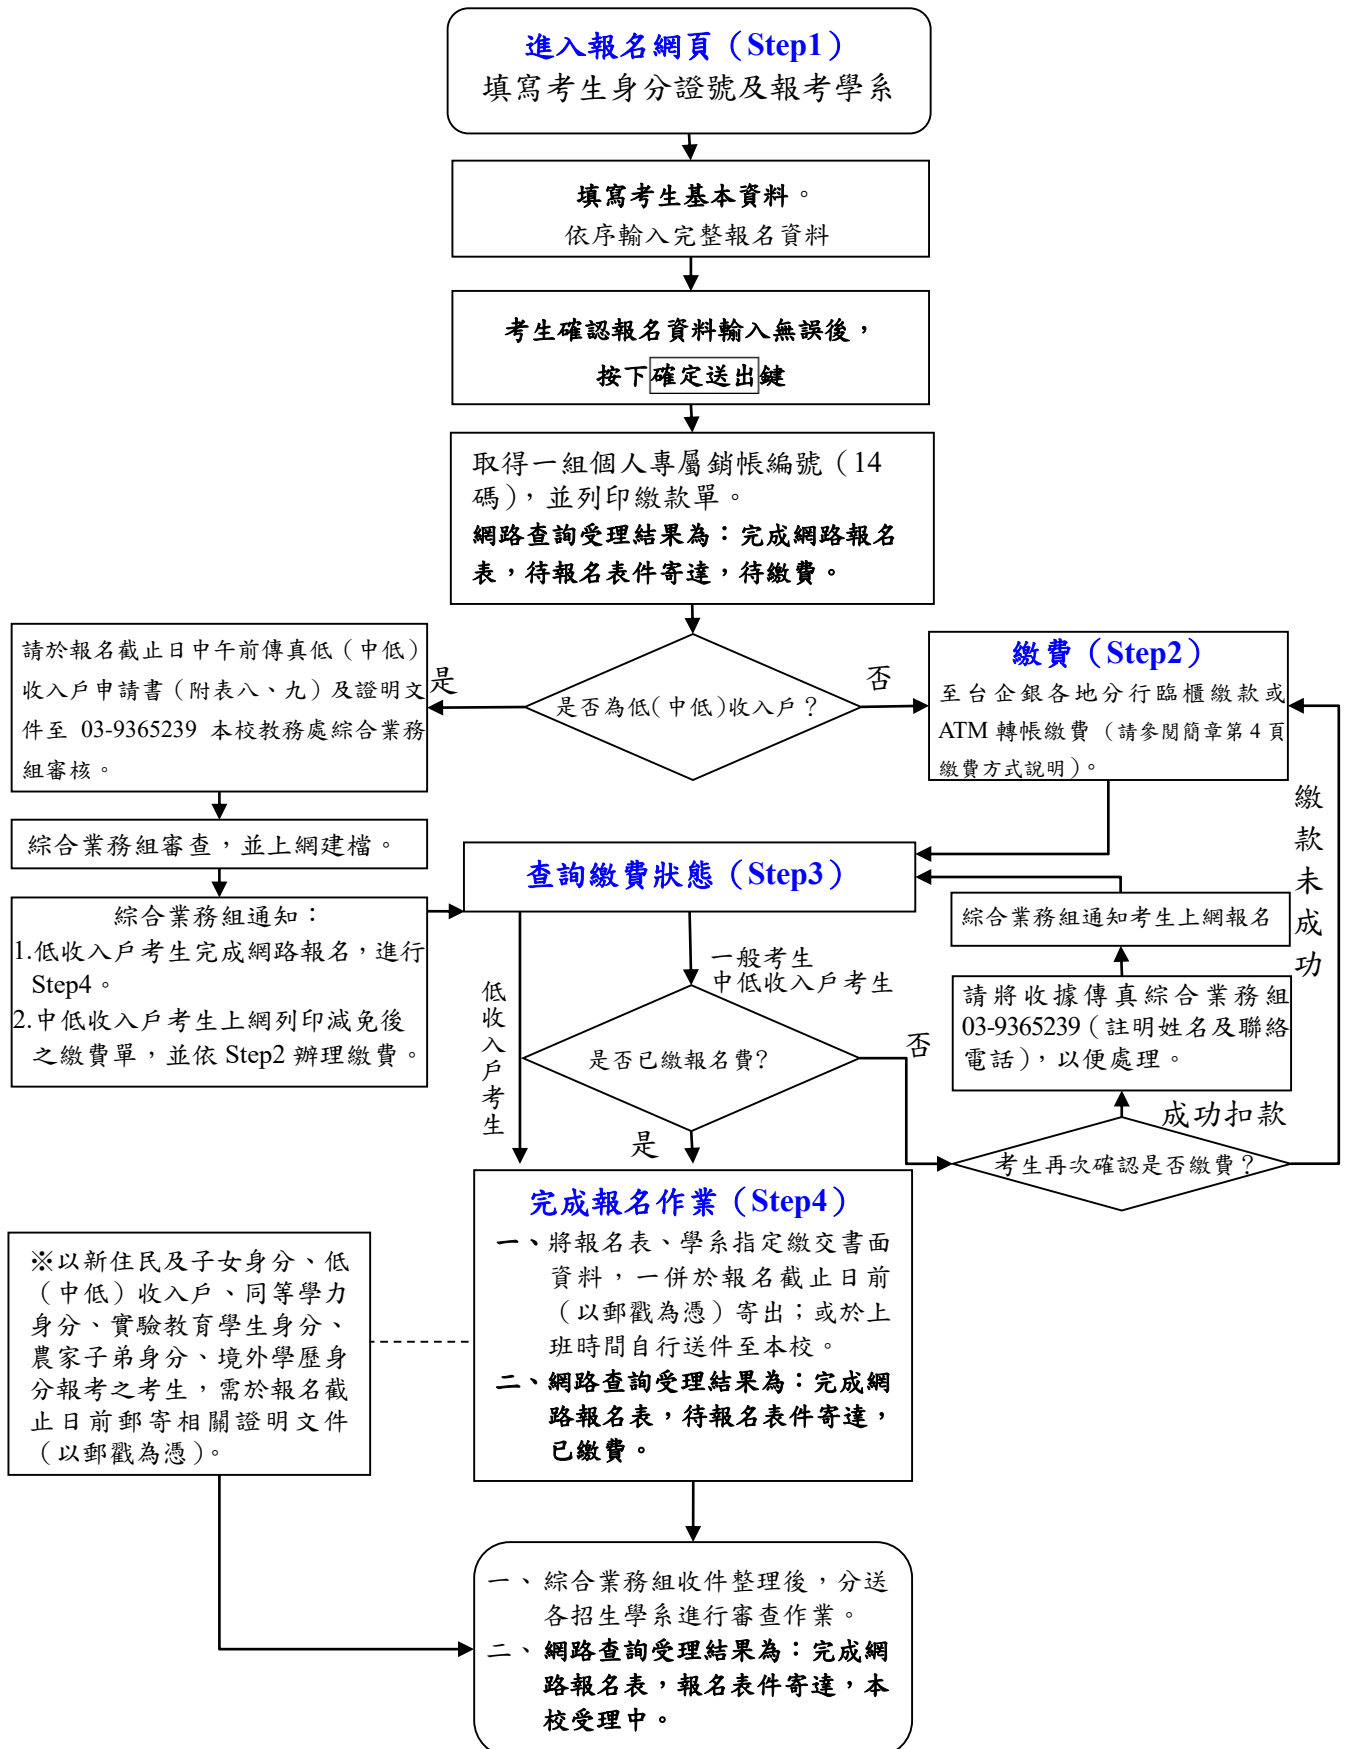 進入報名網頁（Step1）
填寫考生身分證號及報考學系
填寫考生基本資料。
依序輸入完整報名資料
考生確認報名資料輸入無誤後，
按下確定送出鍵
取得一組個人專屬銷帳編號（14
碼），並列印繳款單。
網路查詢受理結果為：完成網路報名
表，待報名表件寄達，待繳費。
是否為低(中低)收入戶？
是
否
請於報名截止日中午前傳真低（中低）
收入戶申請書（附表八、九）及證明文
件至 03-9365239 本校教務處綜合業務
組審核。
繳費（Step2）
至台企銀各地分行臨櫃繳款或
ATM 轉帳繳費（請參閱簡章第 4 頁
繳費方式說明）。
綜合業務組審查，並上網建檔。
綜合業務組通知：
1.低收入戶考生完成網路報名，進行
Step4。
2.中低收入戶考生上網列印減免後
之繳費單，並依 Step2 辦理繳費。
查詢繳費狀態（Step3）
低收入戶考生
一般考生
中低收入戶考生
是否已繳報名費?
是
否
綜合業務組通知考生上網報名
請將收據傳真綜合業務組
03-9365239（註明姓名及聯絡
電話），以便處理。
成功扣款
考生再次確認是否繳費？
繳款未成功
完成報名作業（Step4）
一、將報名表、學系指定繳交書面
資料，一併於報名截止日前
（以郵戳為憑）寄出；或於上
班時間自行送件至本校。
二、網路查詢受理結果為：完成網
路報名表，待報名表件寄達，
已繳費。
※以新住民及子女身分、低
（中低）收入戶、同等學力
身分、實驗教育學生身分、
農家子弟身分、境外學歷身
分報考之考生，需於報名截
止日前郵寄相關證明文件
（以郵戳為憑）。
一、綜合業務組收件整理後，分送
各招生學系進行審查作業。
二、網路查詢受理結果為：完成網
路報名表，報名表件寄達，本
校受理中。